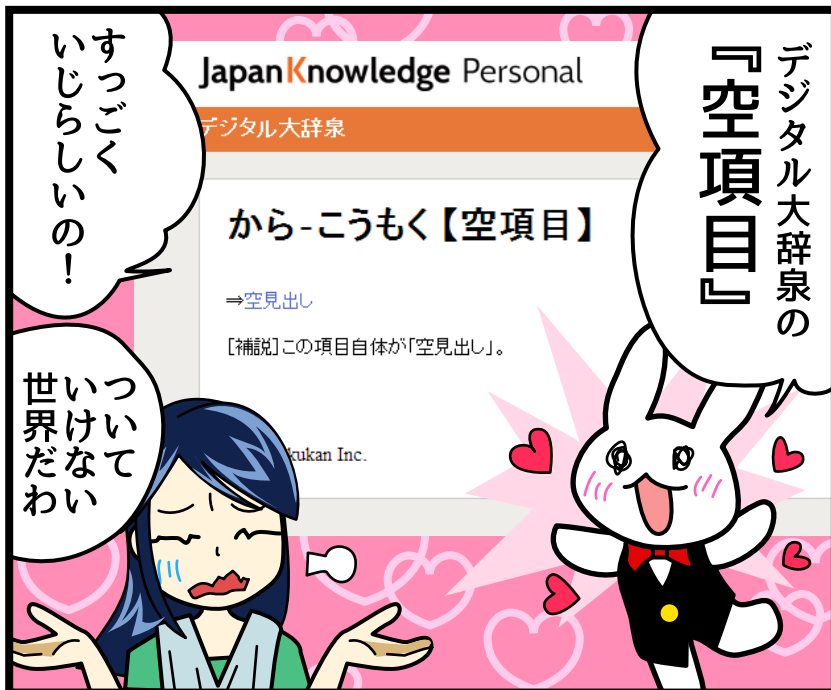 デジタル大辞泉の
『空項目』
すっごく
いじらしいの!
JapanKnowledge Personal
デジタル大辞泉
から‐こうもく【空項目】
⇒空見出し
[補説]この項目自体が「空見出し」。
kukan Inc.
ついて
いけない
世界だわ